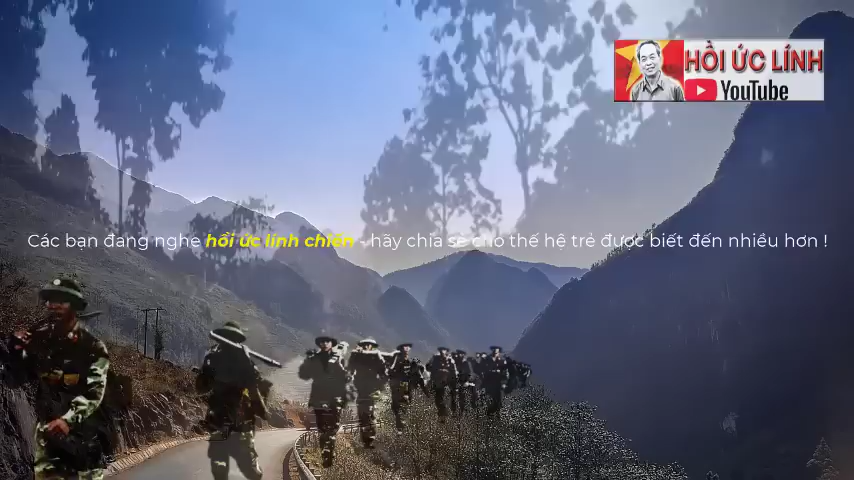 HỒI ỨC LÍNH
YouTube
Các bạn đang nghe hồi ức lính chiến - hãy chia sẻ cho thế hệ trẻ được biết đến nhiều hơn !